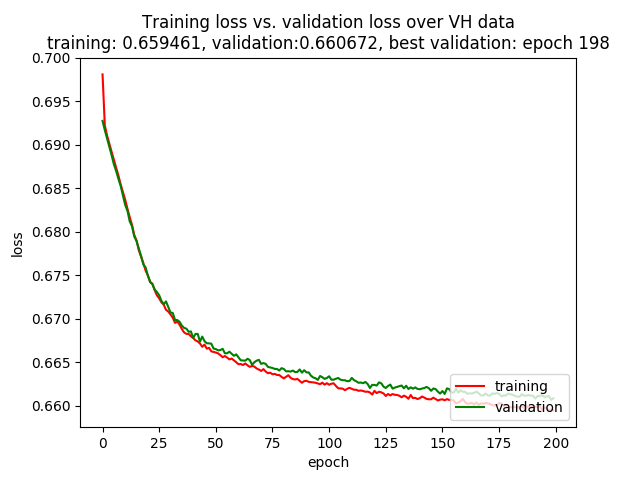 Training loss vs. validation loss over VH data
training: 0.659461, validation:0.660672, best validation: epoch 198
0.700
0.695
0.690
0.685
0.680
0.675
0.670
0.665
0.660
loss
training
validation
0 25 50 75 100 125 150 175 200
epoch